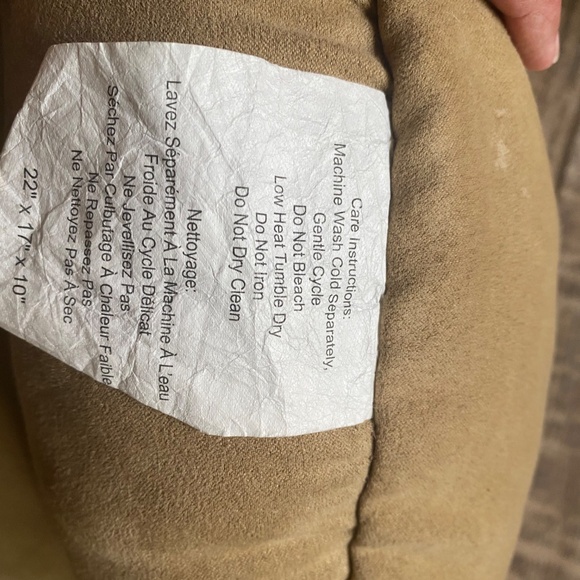 Care Instructions:
Machine Wash Cold Separately,
Gentle Cycle
Do Not Bleach
Low Heat Tumble Dry
Do Not Iron
Do Not Dry Clean
Nettoyage:
Lavez Séparément À La Machine À L'eau
Froide Au Cycle Délicat
Ne Jevellisez Pas
Séchez Par Culbutage À Chaleur Faible
Ne Repassez Pas
Ne Nettoyez Pas À Sec
22" x 17" x 10"